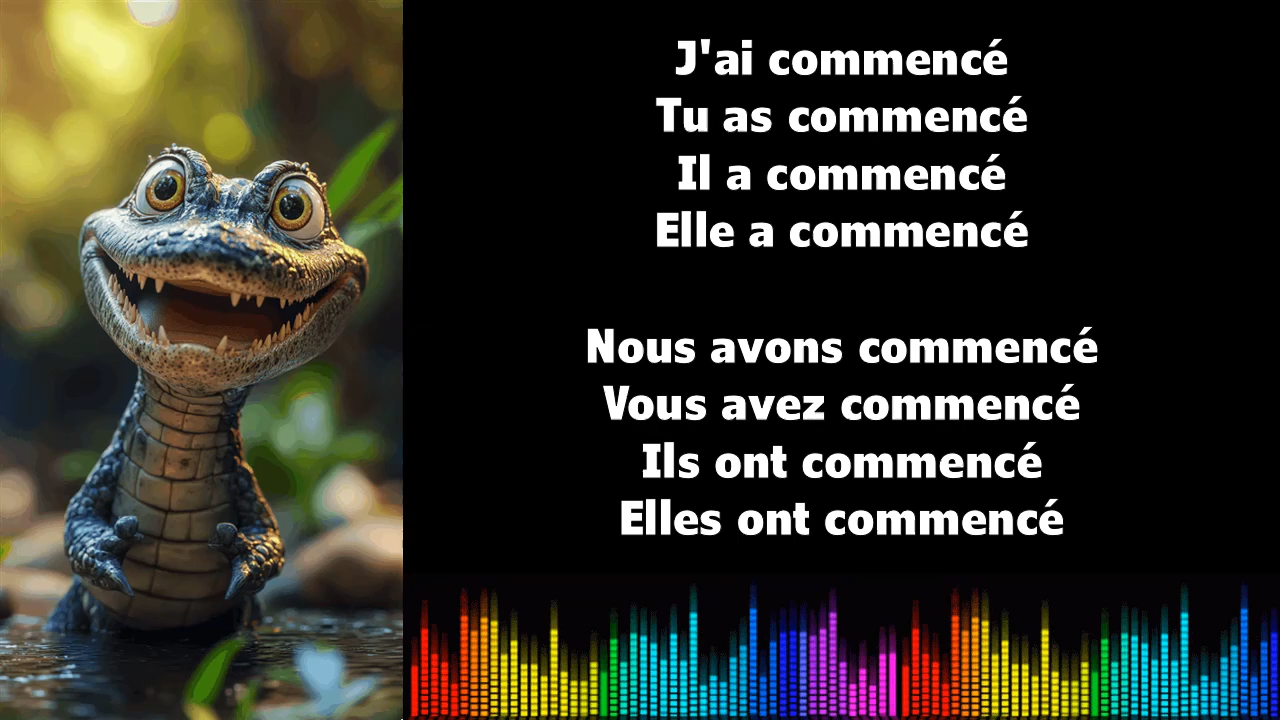 J'ai commencé
Tu as commencé
Il a commencé
Elle a commencé
Nous avons commencé
Vous avez commencé
Ils ont commencé
Elles ont commencé